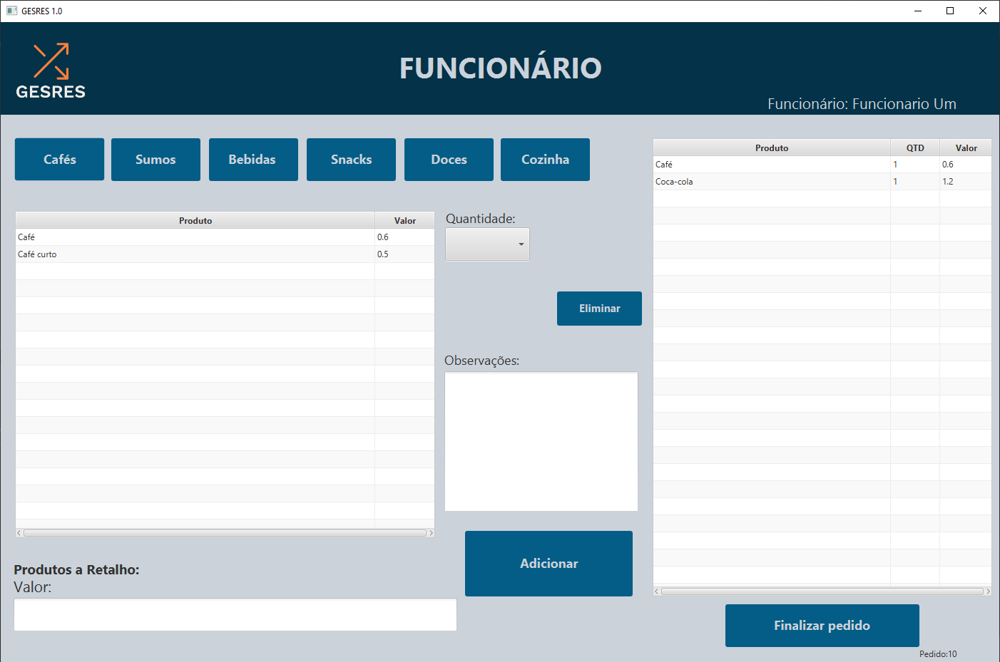 GESRES 1.0
GESRES
FUNCIONÁRIO
Funcionário: Funcionario Um
Cafés
Sumos
Bebidas
Snacks
Doces
Cozinha
Produto Valor
Café 0.6
Café curto 0.5
Quantidade:
Eliminar
Observações:
Adicionar
Produtos a Retalho:
Valor:
Produto QTD Valor
Café 1 0.6
Coca-cola 1 1.2
Finalizar pedido
Pedido:10